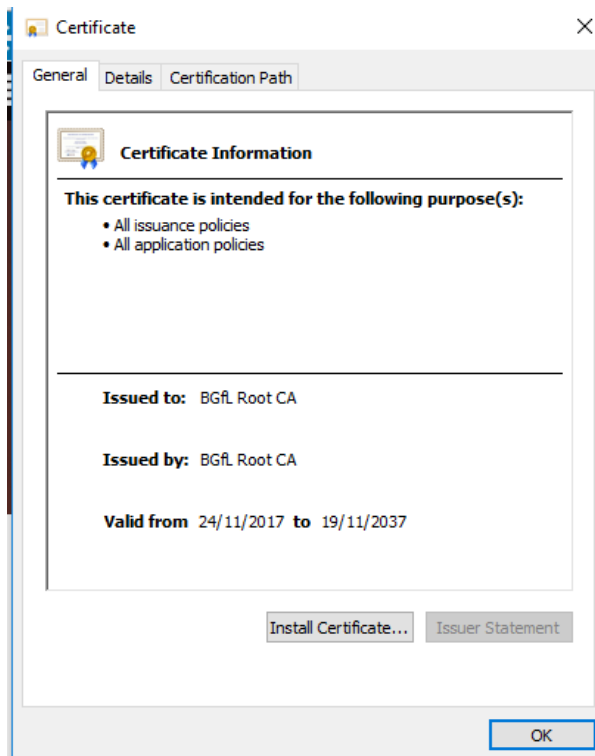 Certificate
General Details Certification Path
Certificate Information
This certificate is intended for the following purpose(s):
• All issuance policies
• All application policies
Issued to: BGfL Root CA
Issued by: BGfL Root CA
Valid from 24/11/2017 to 19/11/2037
Install Certificate... Issuer Statement
OK